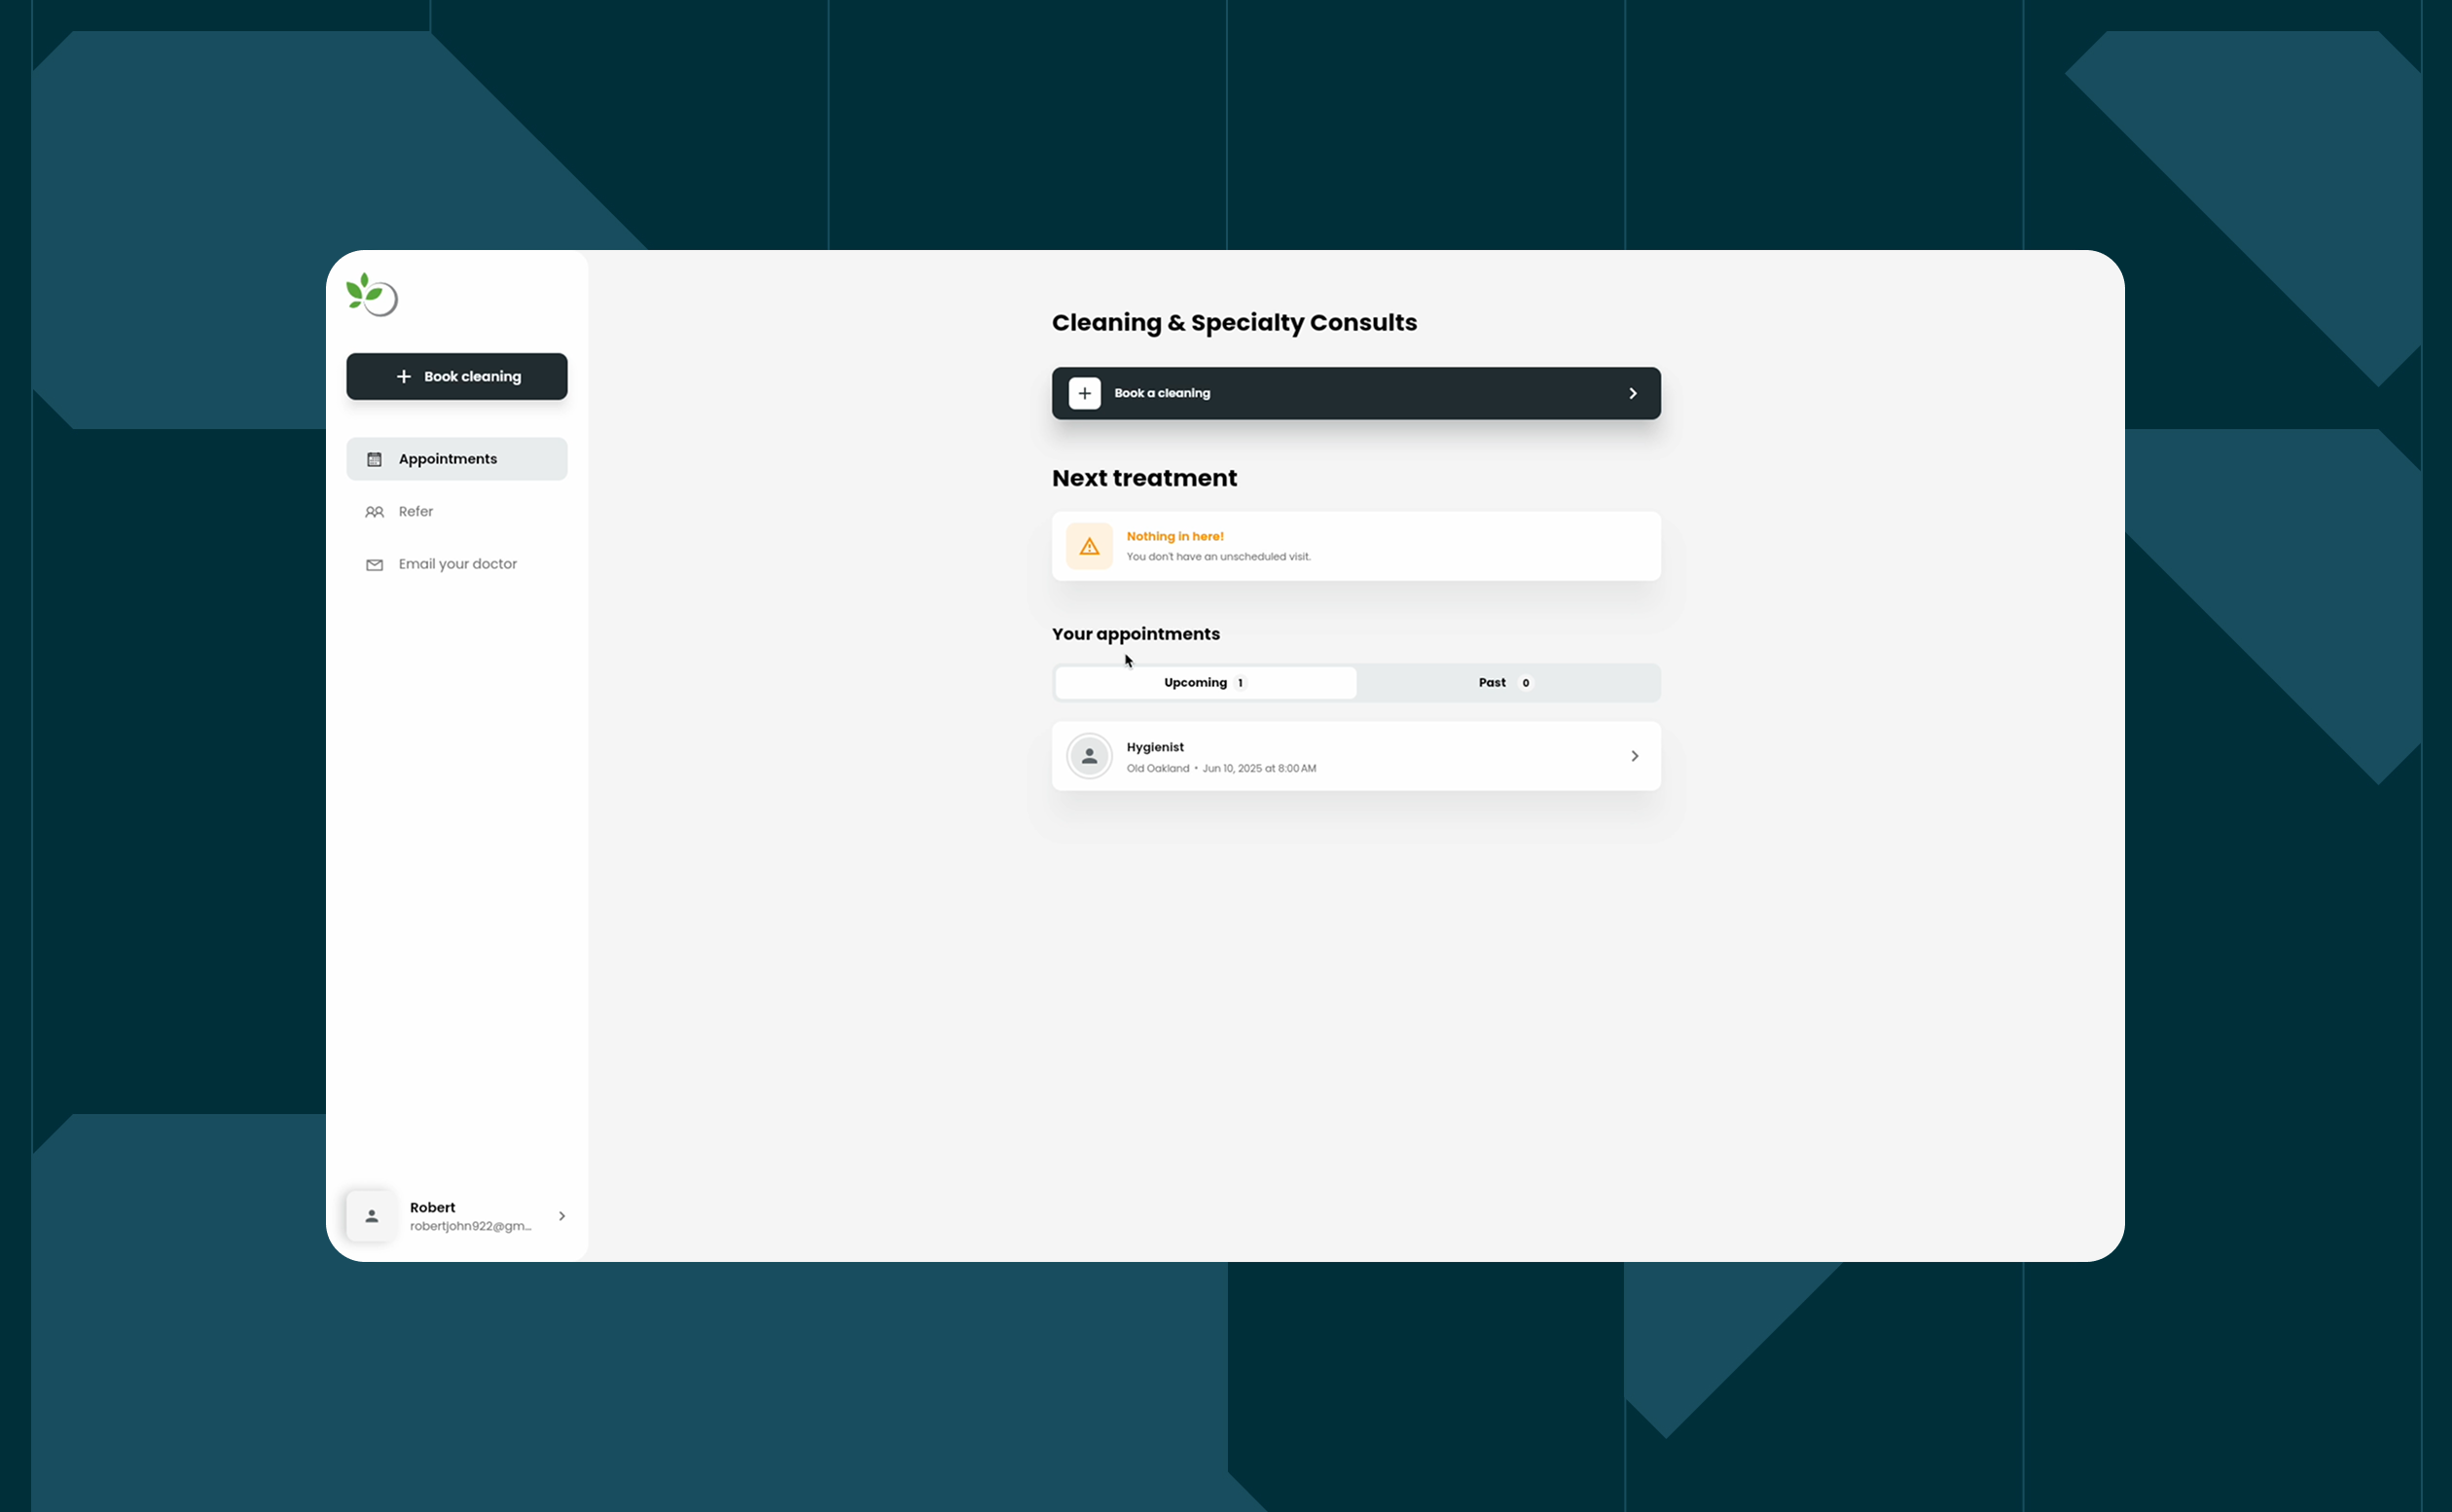 Book cleaning
Appointments
Refer
Email your doctor
Robert
robertjohn922@gm...
Cleaning & Specialty Consults
Book a cleaning
Next treatment
Nothing in here!
You don't have an unscheduled visit.
Your appointments
Upcoming 1
Past 0
Hygienist
Old Oakland • Jun 10, 2025 at 8:00 AM